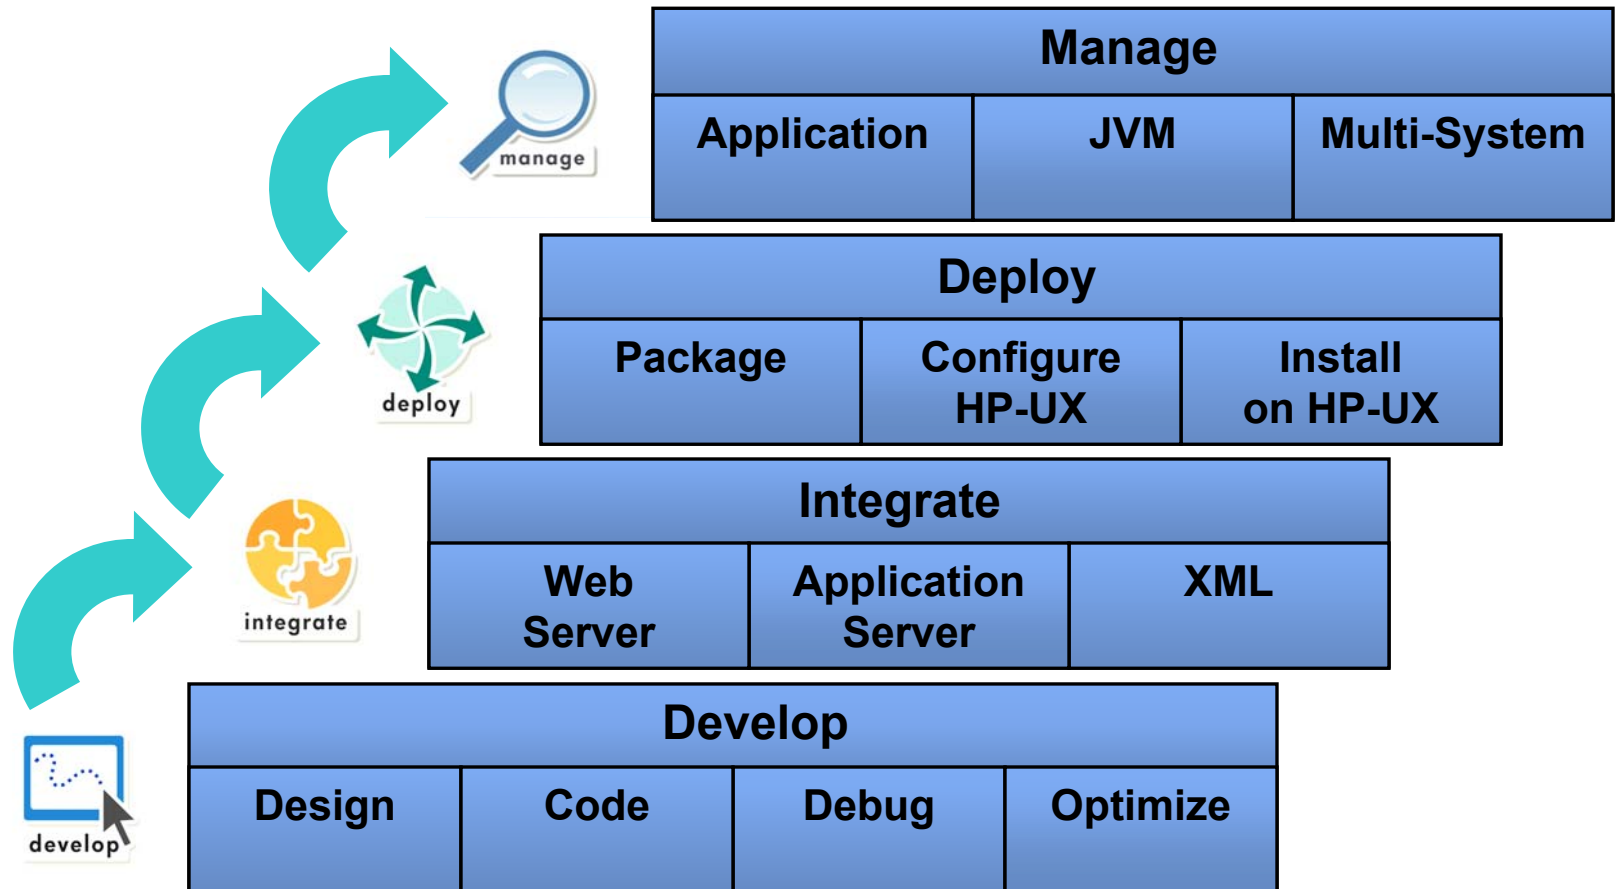 Manage
Application JVM Multi-System
manage
Deploy
Package Configure Install
HP-UX on HP-UX
deploy
Integrate
Web Application XML
Server Server
integrate
Develop
Design Code Debug Optimize
develop